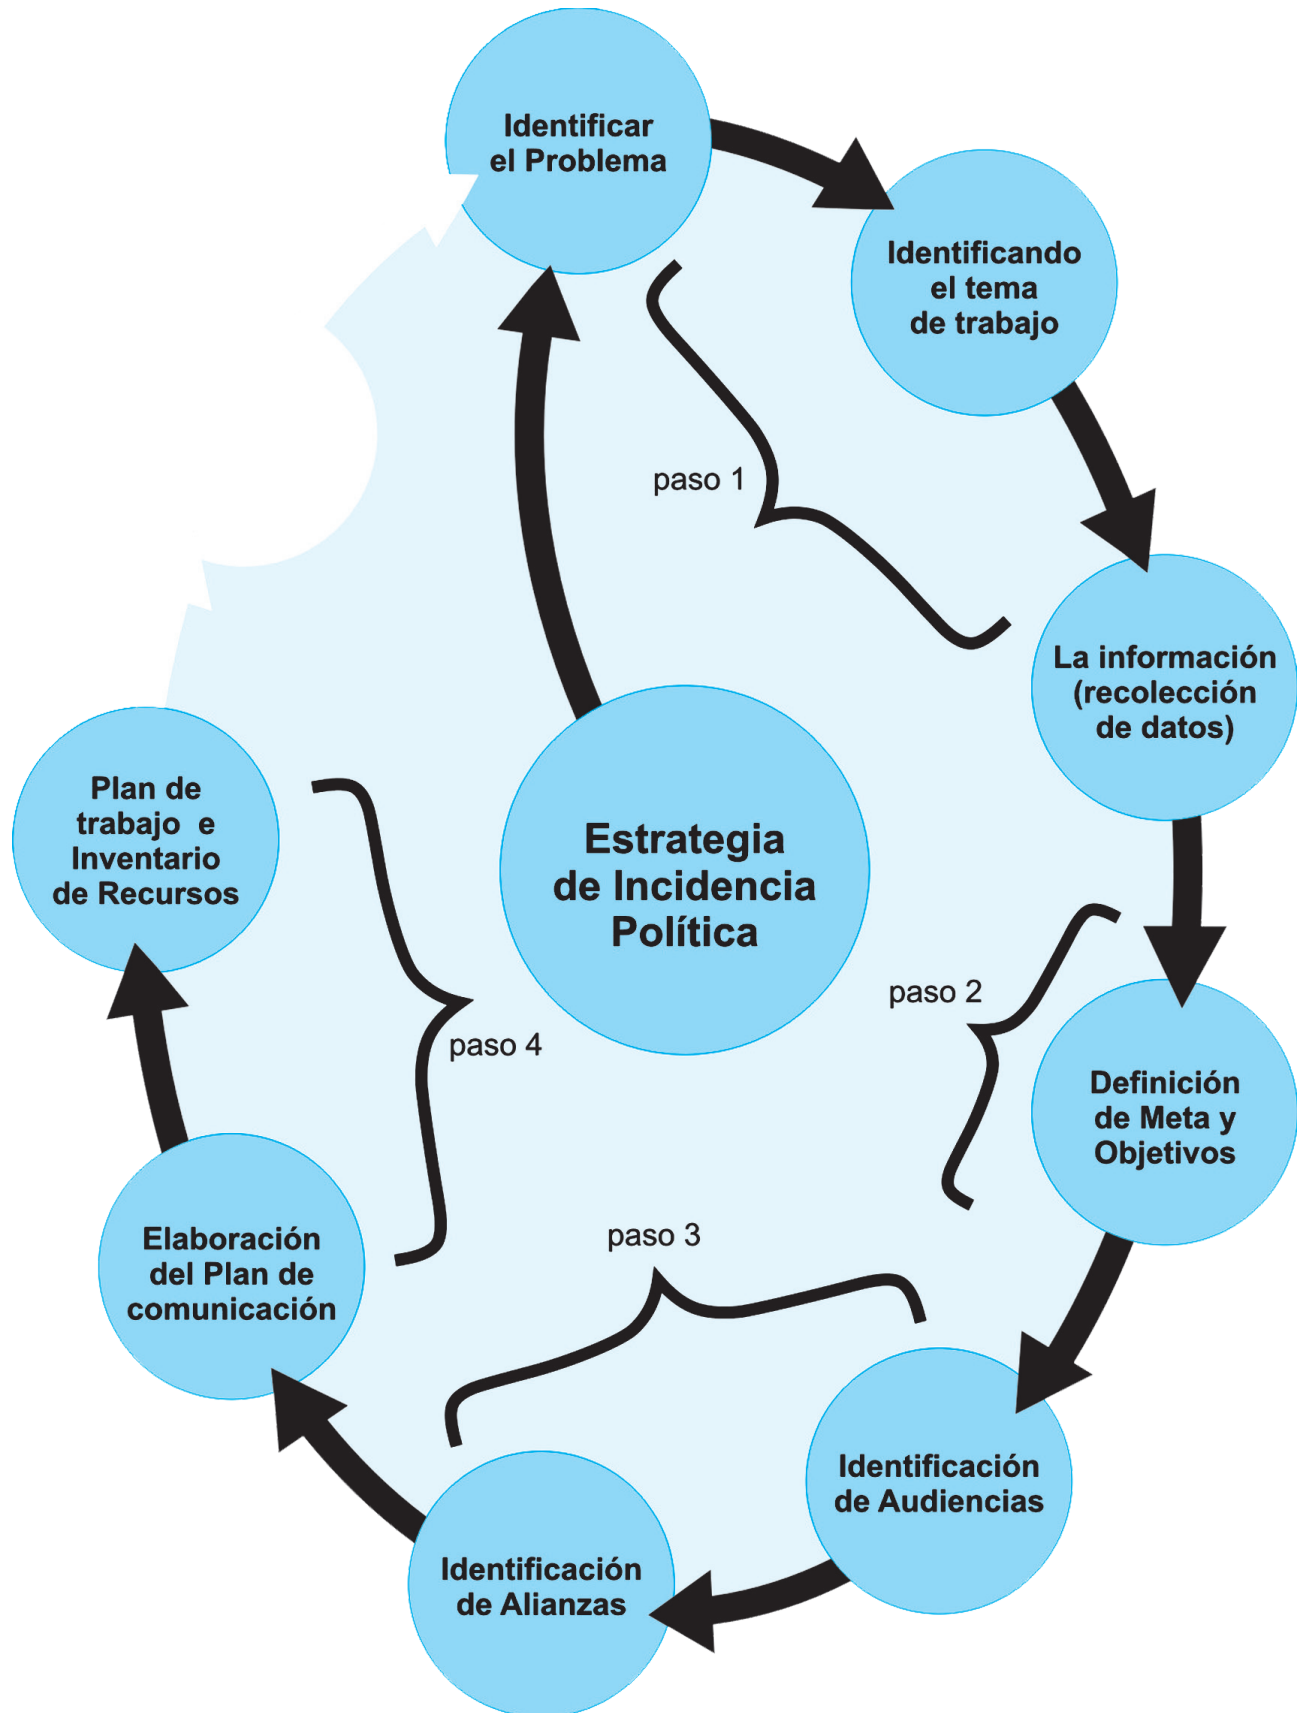 Identificar
el Problema
Identificando
el tema
de trabajo
paso 1
La información
(recolección
de datos)
Plan de
trabajo e
Inventario
de Recursos
Estrategia
de Incidencia
Política
paso 2
paso 4
Definición
de Meta y
Objetivos
paso 3
Elaboración
del Plan de
comunicación
Identificación
de Audiencias
Identificación
de Alianzas